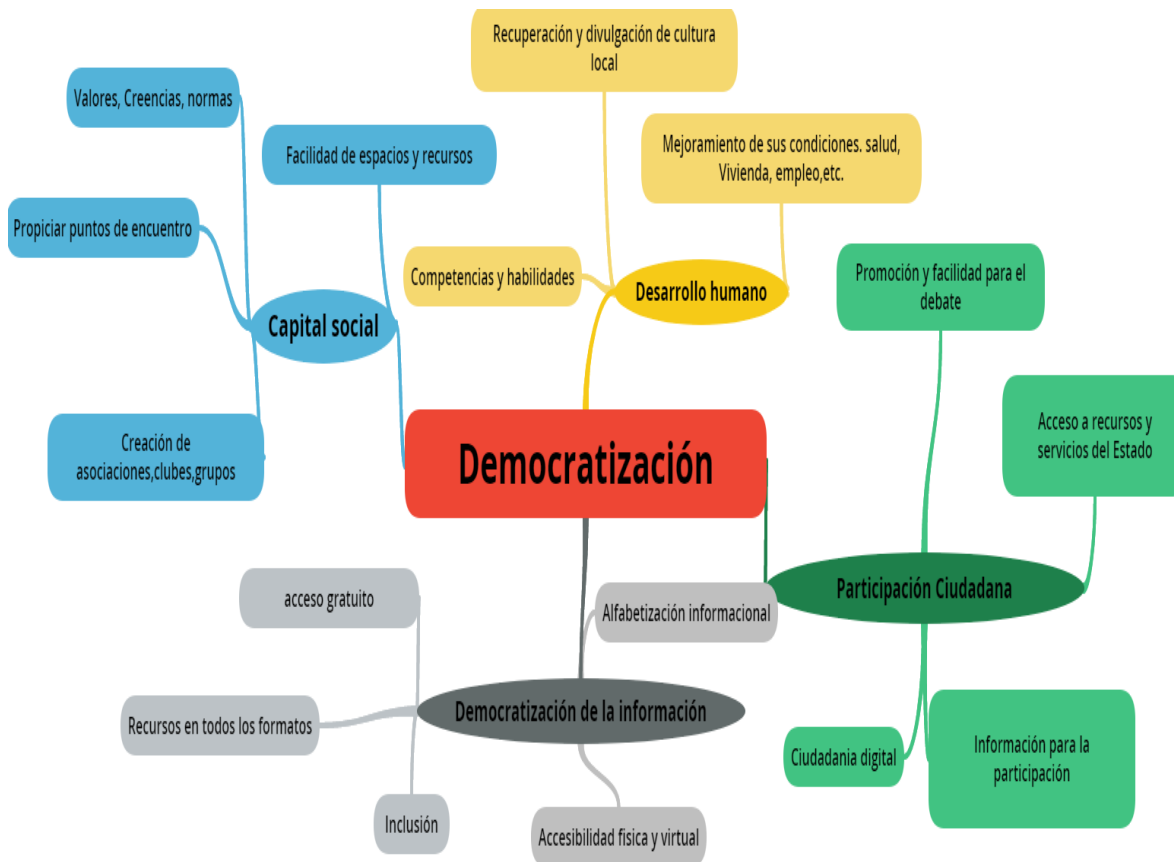 Recuperación y divulgación de cultura
local
Valores, Creencias, normas
Facilidad de espacios y recursos
Mejoramiento de sus condiciones. salud,
Vivienda, empleo,etc.
Propiciar puntos de encuentro
Competencias y habilidades
Desarrollo humano
Promoción y facilidad para el
debate
Capital social
Creación de
asociaciones,clubes,grupos
Democratización
Acceso a recursos y
servicios del Estado
acceso gratuito
Alfabetización informacional
Participación Ciudadana
Recursos en todos los formatos
Democratización de la información
Ciudadania digital
Información para la
participación
Inclusión
Accesibilidad fisica y virtual